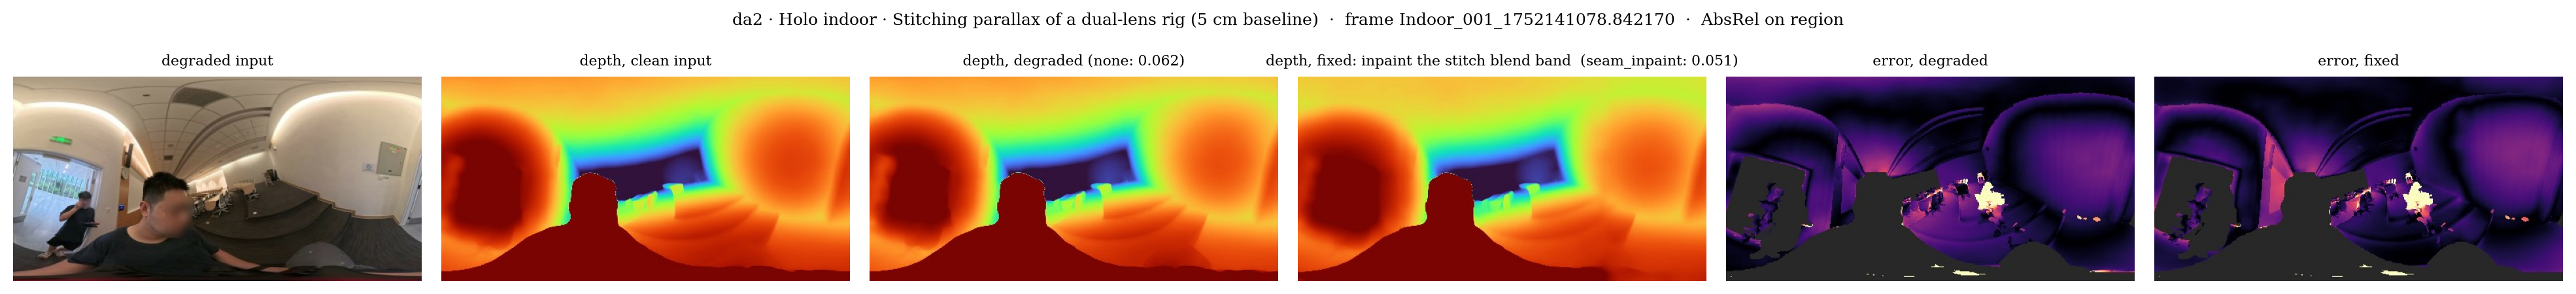 da2 · Holo indoor · Stitching parallax of a dual-lens rig (5 cm baseline) · frame Indoor_001_1752141078.842170 · AbsRel on region
degraded input
depth, clean input
depth, degraded (none: 0.062)
depth, fixed: inpaint the stitch blend band (seam_inpaint: 0.051)
error, degraded
error, fixed